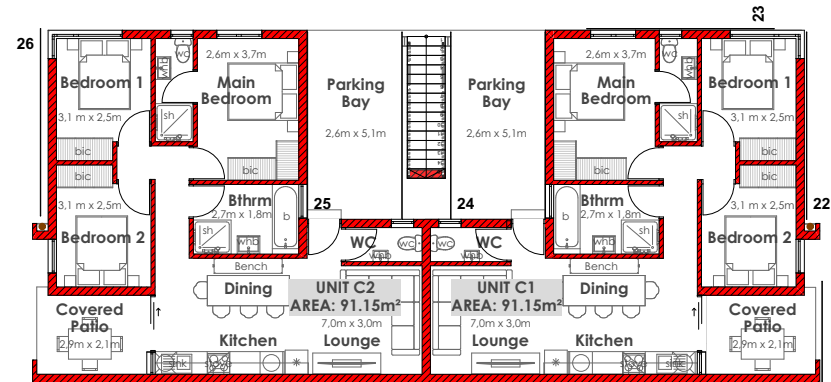 23
26
wc
whb
2,6m x 3,7m
Bedroom 1
Main
Bedroom
3,1 m x 2,5m
sh
bic
bic
Parking
Bay
2,6m x 5,1m
Parking
Bay
2,6m x 5,1m
2,6m x 3,7m
wc
whb
Main
Bedroom
Bedroom 1
3,1 m x 2,5m
sh
bic
bic
bic
3,1 m x 2,5m
Bedroom 2
Bthrm
2,7m x 1,8m
sh
whb
b
25
24
22
WC
wc
whb
wc
WC
whb
b
Bthrm
2,7m x 1,8m
whb
sh
bic
3,1 m x 2,5m
Bedroom 2
Bench
Dining
UNIT C2
AREA: 91.15m²
7,0m x 3,0m
Kitchen
Lounge
Covered
Patio
2,9m x 2,1m
sink
UNIT C1
AREA: 91.15m²
7,0m x 3,0m
Lounge
Bench
Dining
Kitchen
sink
Covered
Patio
2,9m x 2,1m